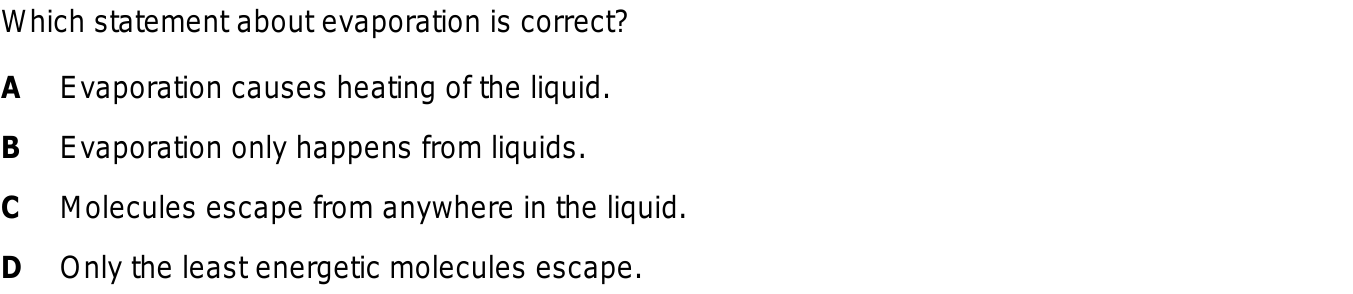 Which statement about evaporation is correct?
A Evaporation causes heating of the liquid.
B Evaporation only happens from liquids.
C Molecules escape from anywhere in the liquid.
D Only the least energetic molecules escape.